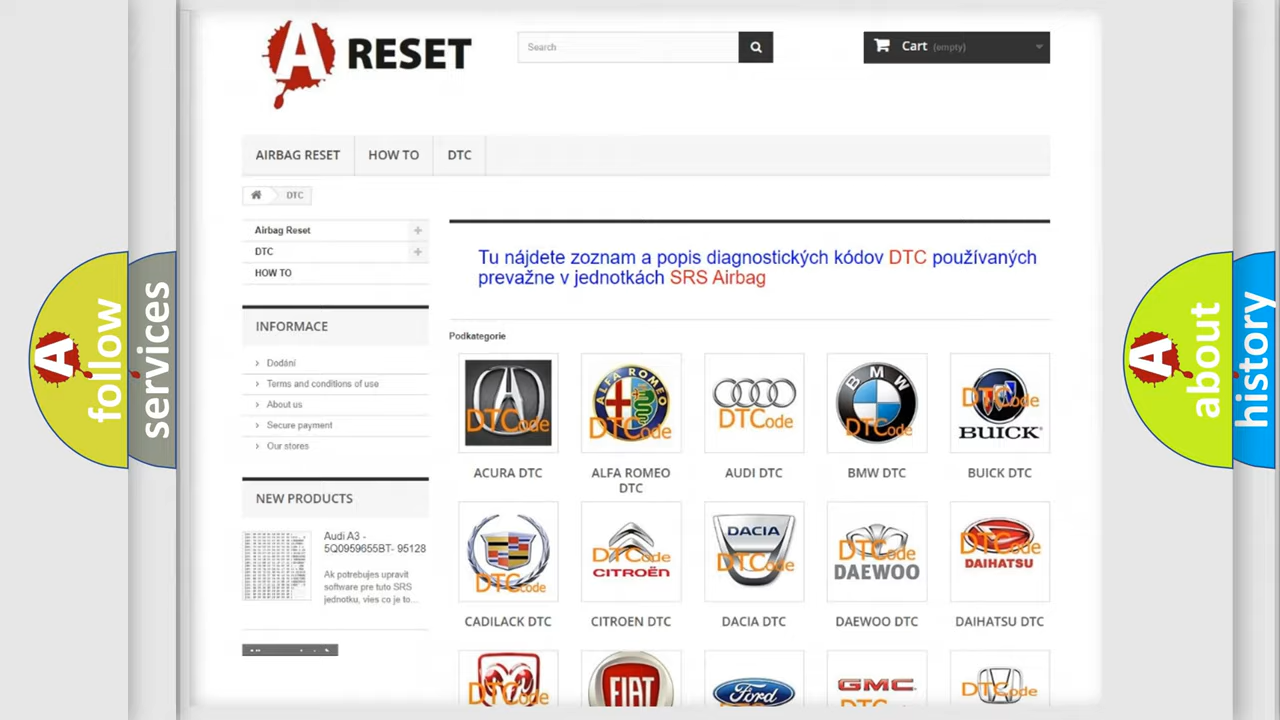 A RESET
Search
Cart (empty)
AIRBAG RESET
HOW TO
DTC
DTC
Airbag Reset
DTC
HOW TO
Tu nájdete zoznam a popis diagnostických kódov DTC používaných
prevažne v jednotkách SRS Airbag
INFORMACE
Dodání
Terms and conditions of use
About us
Secure payment
Our stores
NEW PRODUCTS
Audi A3 -
5Q0959655BT- 95128
Ak potrebujes upravit
software pre tuto SRS
jednotku, vies co je to...
Podkategorie
DTCode
ALFA ROMEO
DTCode
DTCode
BMW
DTCode
DTCode
BUICK
ACURA DTC
ALFA ROMEO
DTC
AUDI DTC
BMW DTC
BUICK DTC
DTCode
DTCode
CITROËN
DACIA
DTCode
DTCode
DAEWOO
DTCode
DAIHATSU
CADILACK DTC
CITROEN DTC
DACIA DTC
DAEWOO DTC
DAIHATSU DTC
DTCode
FIAT
Ford
GMC
DTCode
A
follow
services
A
about
history